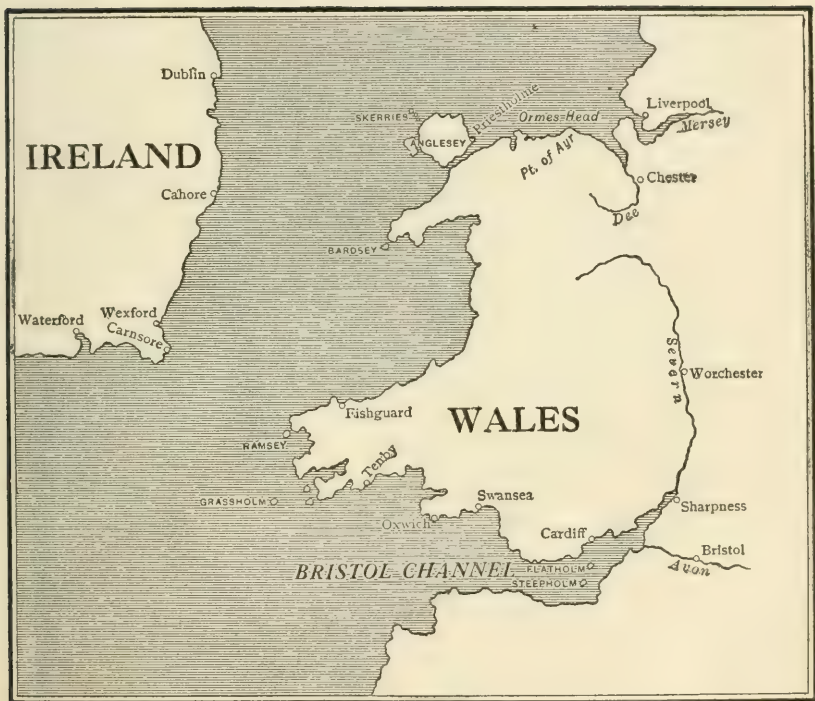 Dublin
IRELAND
Cahore
Waterford
Wexford
Carnsore
SKERRIES
ANGLESEY
Priestholme
Ormes Head
Pt. of Ayr
Liverpool
Mersey
Chester
Dee
BARDSEY
Severn
Worchester
Fishguard
WALES
RAMSEY
Tenby
GRASSHOLM
Swansea
Oxwich
Sharpness
Cardiff
Bristol
Avon
BRISTOL CHANNEL
FLATHOLM
STEEPHOLM